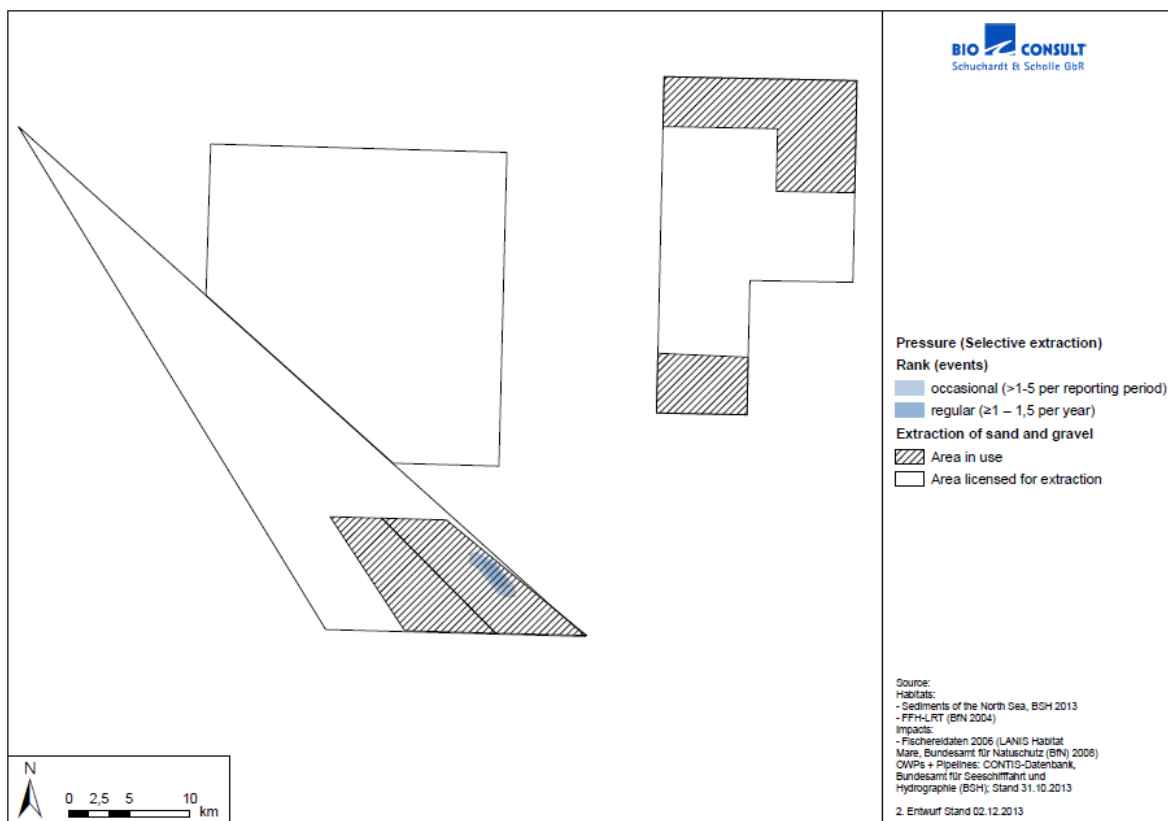 BIO CONSULT
Schuchardt & Scholle GbR
Pressure (Selective extraction)
Rank (events)
occasional (>1-5 per reporting period)
regular (≥1 – 1,5 per year)
Extraction of sand and gravel
Area in use
Area licensed for extraction
Source:
Habitats:
- Sediments of the North Sea, BSH 2013
- FFH-LRT (BfN 2004)
Impacts:
- Fischereidaten 2006 (LANIS Habitat
Mare, Bundesamt für Natuschutz (BfN) 2008)
OWPs + Pipelines: CONTIS-Datenbank,
Bundesamt für Seeschifffahrt und
Hydrographie (BSH); Stand 31.10.2013
2. Entwurf Stand 02.12.2013
N
0 2,5 5 10
km